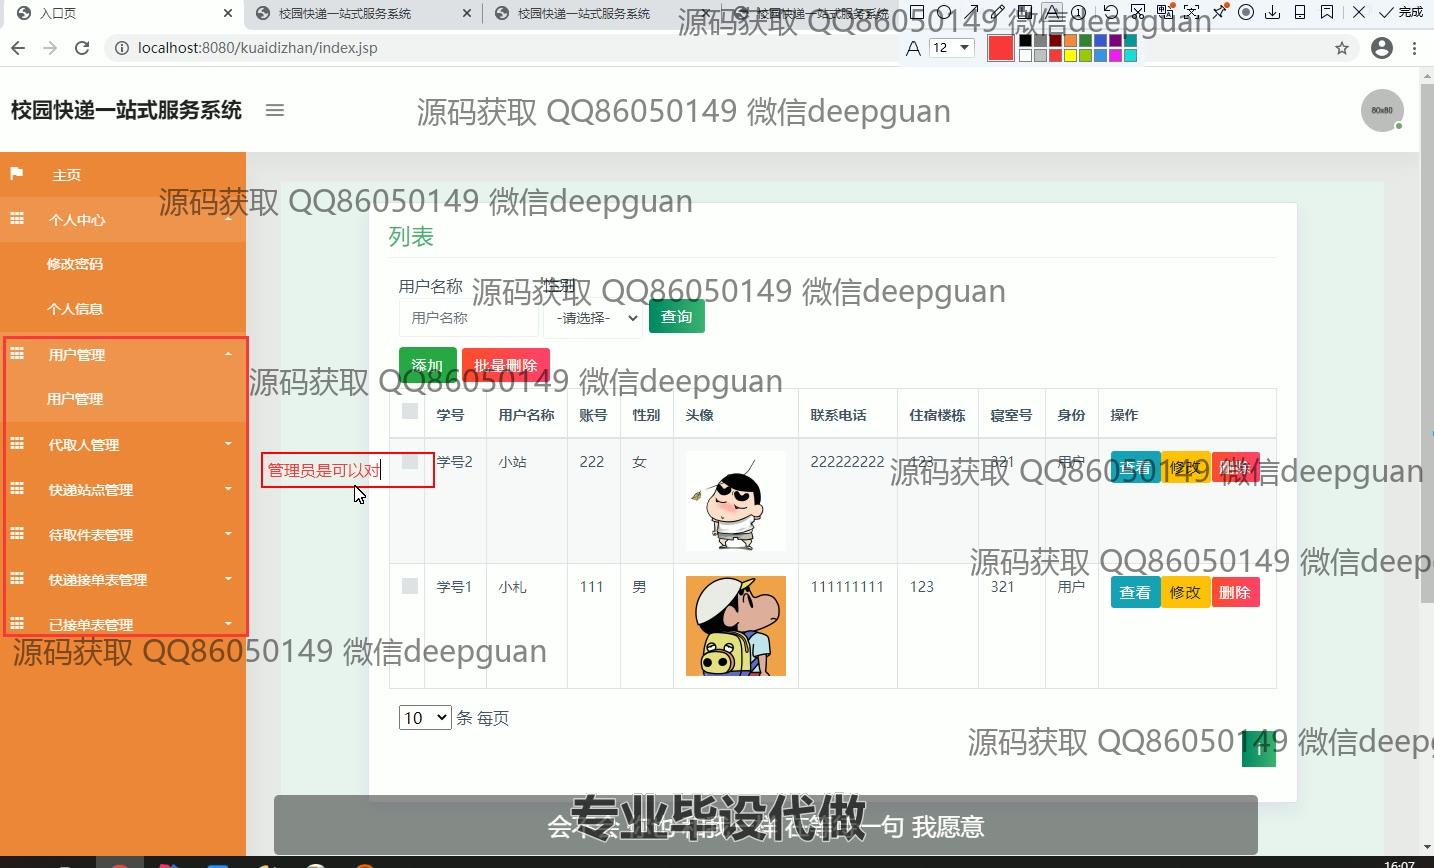 入口页
校园快递一站式服务系统
校园快递一站式服务系统
校园快递一站式服务系统
完成
localhost:8080/kuaidizhan/index.jsp
A 12
源码获取 QQ86050149 微信deepguan
校园快递一站式服务系统
源码获取 QQ86050149 微信deepguan
80x80
主页
个人中心
修改密码
个人信息
用户管理
用户管理
代取人管理
快递站点管理
待取件表管理
快递接单表管理
已接单表管理
源码获取 QQ86050149 微信deepguan
列表
用户名称 性别
源码获取 QQ86050149 微信deepguan
用户名称 -请选择- 查询
添加 批量删除
源码获取 QQ86050149 微信deepguan
学号 用户名称 账号 性别 头像 联系电话 住宿楼栋 寝室号 身份 操作
管理员是可以对
学号2 小站 222 女 222222222 123 321 用户 查看 修改 删除
源码获取 QQ86050149 微信deepguan
源码获取 QQ86050149 微信deep
学号1 小札 111 男 111111111 123 321 用户 查看 修改 删除
源码获取 QQ86050149 微信deepguan
10 条 每页
源码获取 QQ86050149 微信deep
专业毕设代做
一句 我愿意
16:07